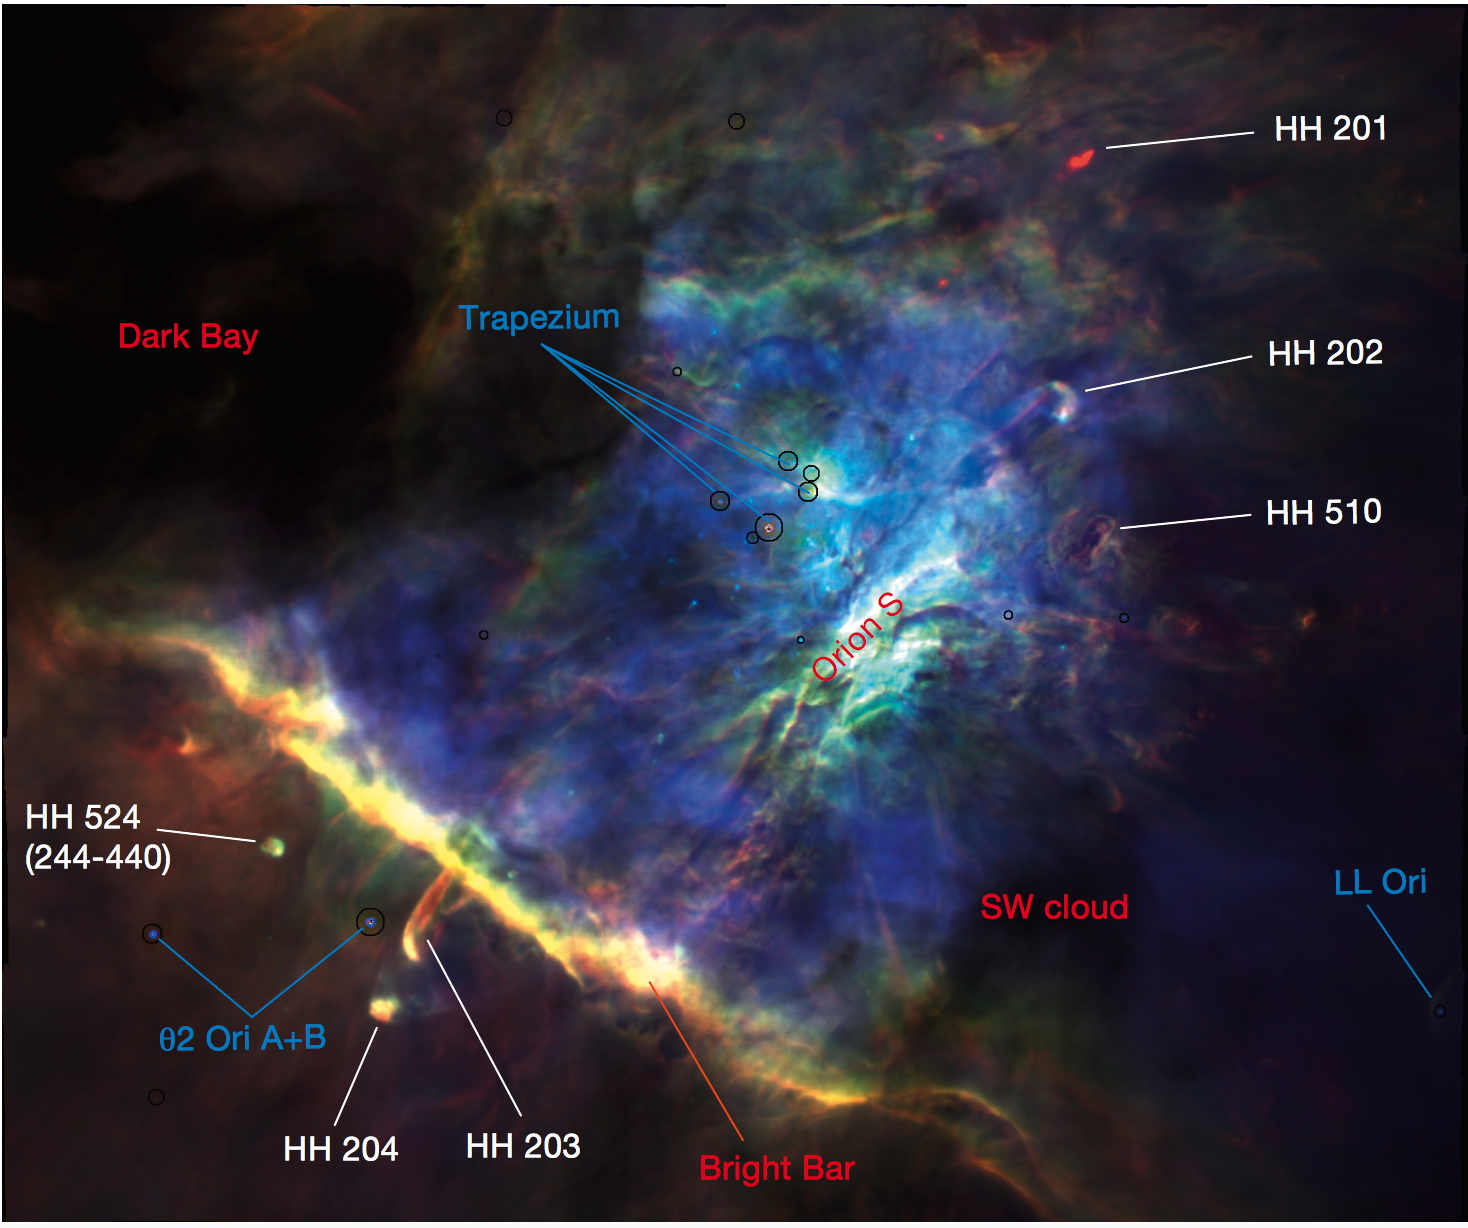 HH 201
Trapezium
Dark Bay
HH 202
HH 510
Orion S
HH 524
(244-440)
LL Ori
SW cloud
θ2 Ori A+B
HH 204
HH 203
Bright Bar